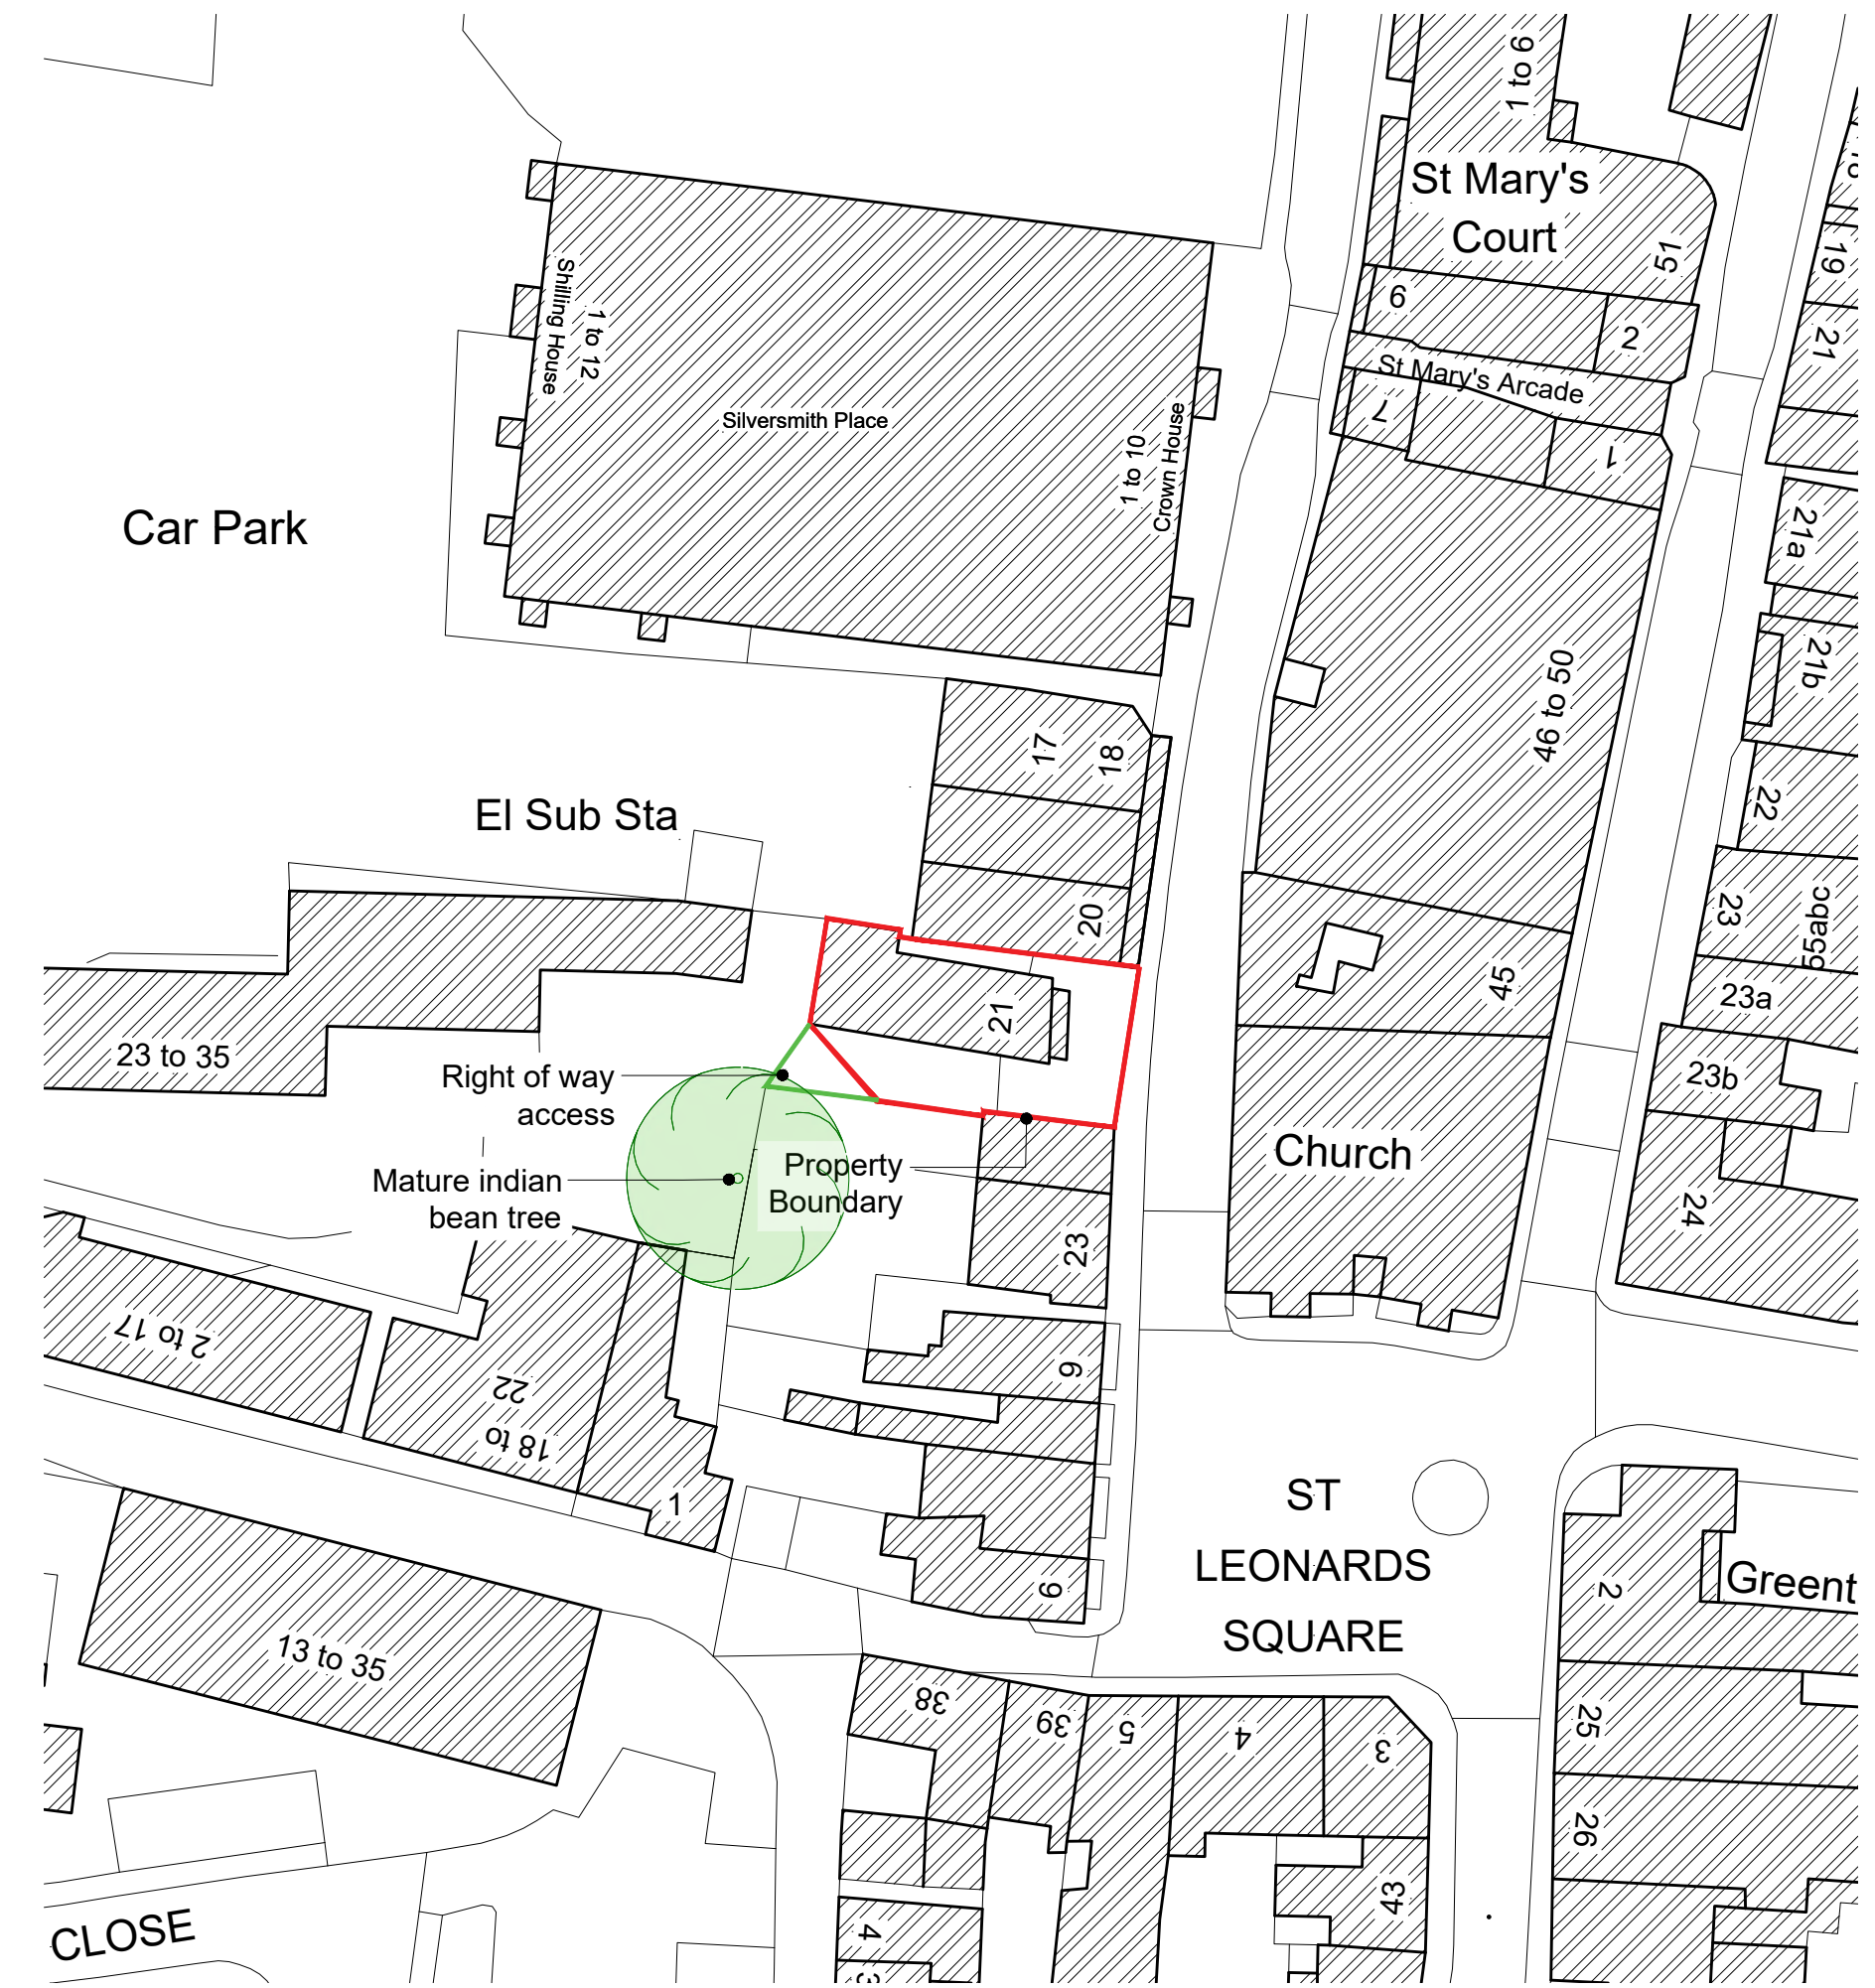 1 to 6
St Mary's
Court
51
19
6
2
21
St Mary's Arcade
7
1
Shilling House
1 to 12
Silversmith Place
1 to 10
Crown House
Car Park
21a
21b
46 to 50
17
18
22
El Sub Sta
20
23
55abc
45
23a
21
23 to 35
Right of way
access
23b
Church
Property
Boundary
Mature indian
bean tree
24
23
2 to 17
6
22
18 to
1
ST
LEONARDS
SQUARE
9
2
Greent
13 to 35
38
39
5
4
3
25
26
43
4
3
CLOSE